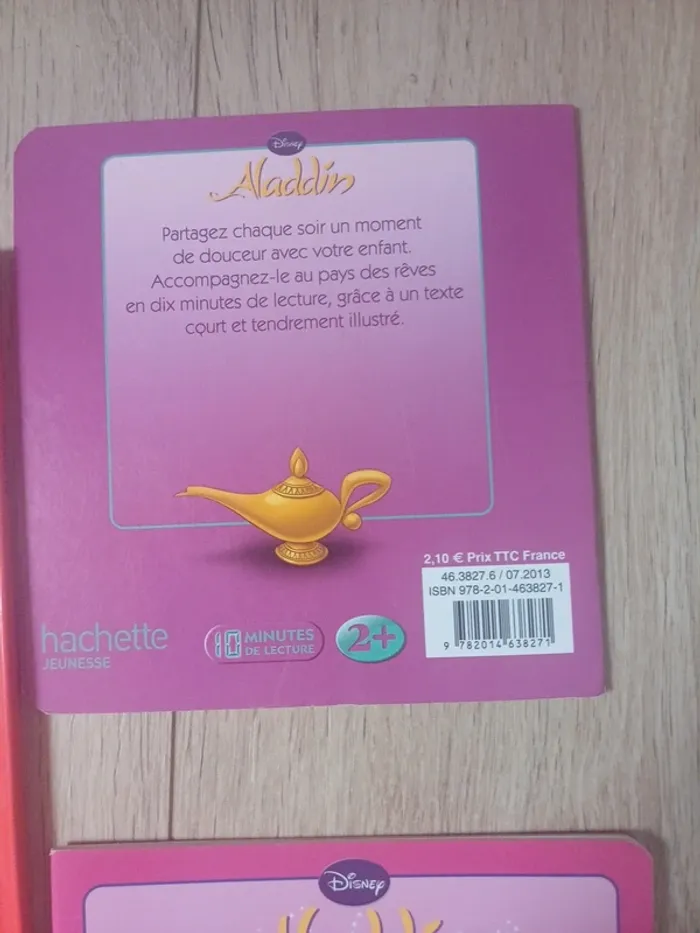 Disney
Aladdin
Partagez chaque soir un moment
de douceur avec votre enfant.
Accompagnez-le au pays des rêves
en dix minutes de lecture, grâce à un texte
court et tendrement illustré.
2,10 € Prix TTC France
46.3827.6 / 07.2013
ISBN 978-2-01-463827-1
9 782014 638271
hachette
JEUNESSE
10 MINUTES
DE LECTURE
2+
Disney